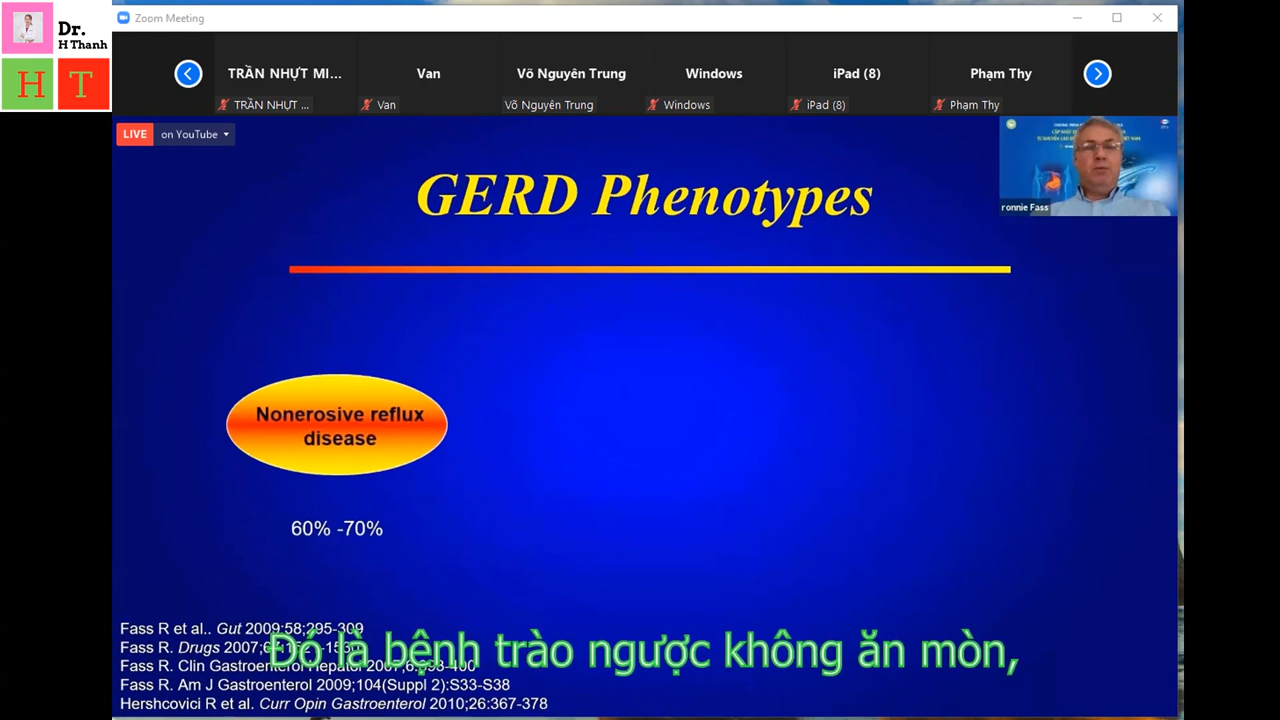 Dr.
H Thanh
H T
Zoom Meeting
TRẦN NHỰT MI... Van Võ Nguyên Trung Windows iPad (8) Phạm Thy
TRẦN NHỰT ... Van Võ Nguyên Trung Windows iPad (8) Phạm Thy
LIVE on YouTube
ronnie Fass
GERD Phenotypes
Nonerosive reflux
disease
60% -70%
Fass R et al.. Gut 2009;58;295-309
Fass R. Drugs 2007;
Fass R. Clin Gastroenterol Hepatol
Fass R. Am J Gastroenterol 2009;104(Suppl 2):S33-S38
Hershcovici R et al. Curr Opin Gastroenterol 2010;26:367-378
Đó là bệnh trào ngược không ăn mòn,